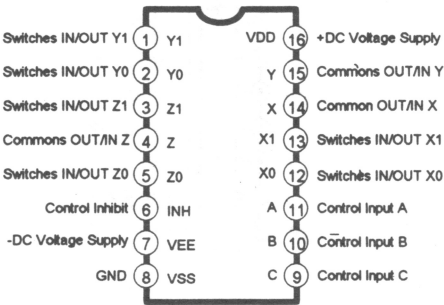 Switches IN/OUT Y1 1 Y1 VDD 16 +DC Voltage Supply
Switches IN/OUT Y0 2 Y0 Y 15 Commons OUT/IN Y
Switches IN/OUT Z1 3 Z1 X 14 Common OUT/IN X
Commons OUT/IN Z 4 Z X1 13 Switches IN/OUT X1
Switches IN/OUT Z0 5 Z0 X0 12 Switches IN/OUT X0
Control Inhibit 6 INH A 11 Control Input A
-DC Voltage Supply 7 VEE B 10 Control Input B
GND 8 VSS C 9 Control Input C